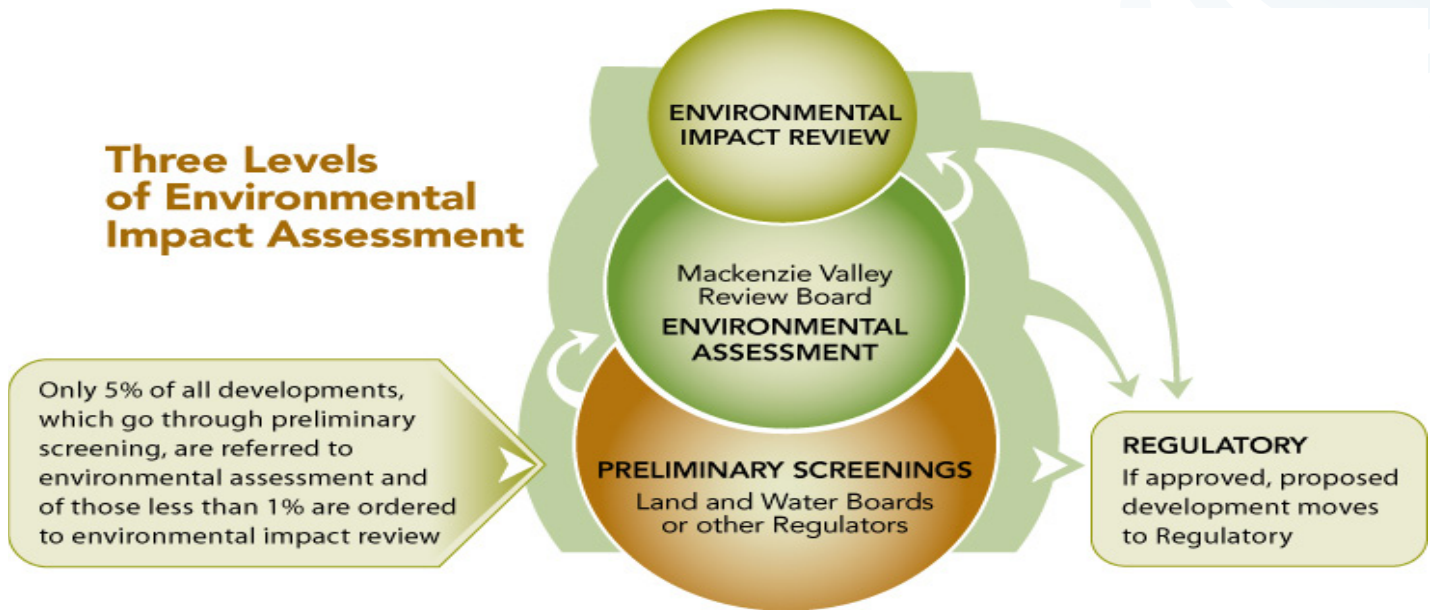 Three Levels
of Environmental
Impact Assessment
ENVIRONMENTAL
IMPACT REVIEW
Mackenzie Valley
Review Board
ENVIRONMENTAL
ASSESSMENT
PRELIMINARY SCREENINGS
Land and Water Boards
or other Regulators
Only 5% of all developments,
which go through preliminary
screening, are referred to
environmental assessment and
of those less than 1% are ordered
to environmental impact review
REGULATORY
If approved, proposed
development moves
to Regulatory